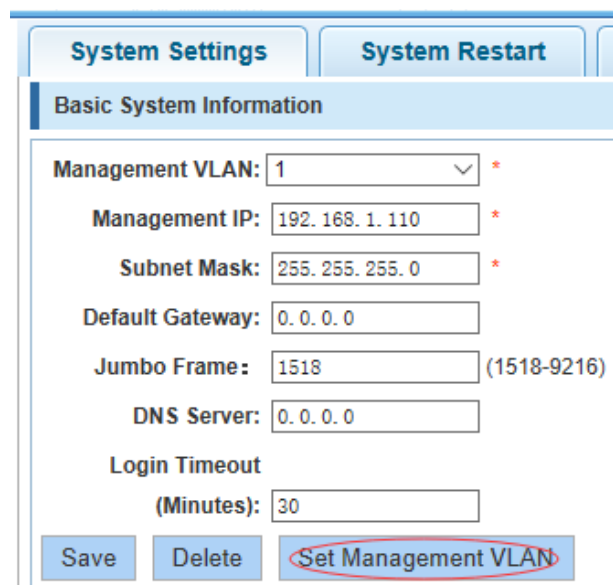 System Settings System Restart
Basic System Information
Management VLAN: 1 *
Management IP: 192.168.1.110 *
Subnet Mask: 255.255.255.0 *
Default Gateway: 0.0.0.0
Jumbo Frame: 1518 (1518-9216)
DNS Server: 0.0.0.0
Login Timeout
(Minutes): 30
Save Delete Set Management VLAN